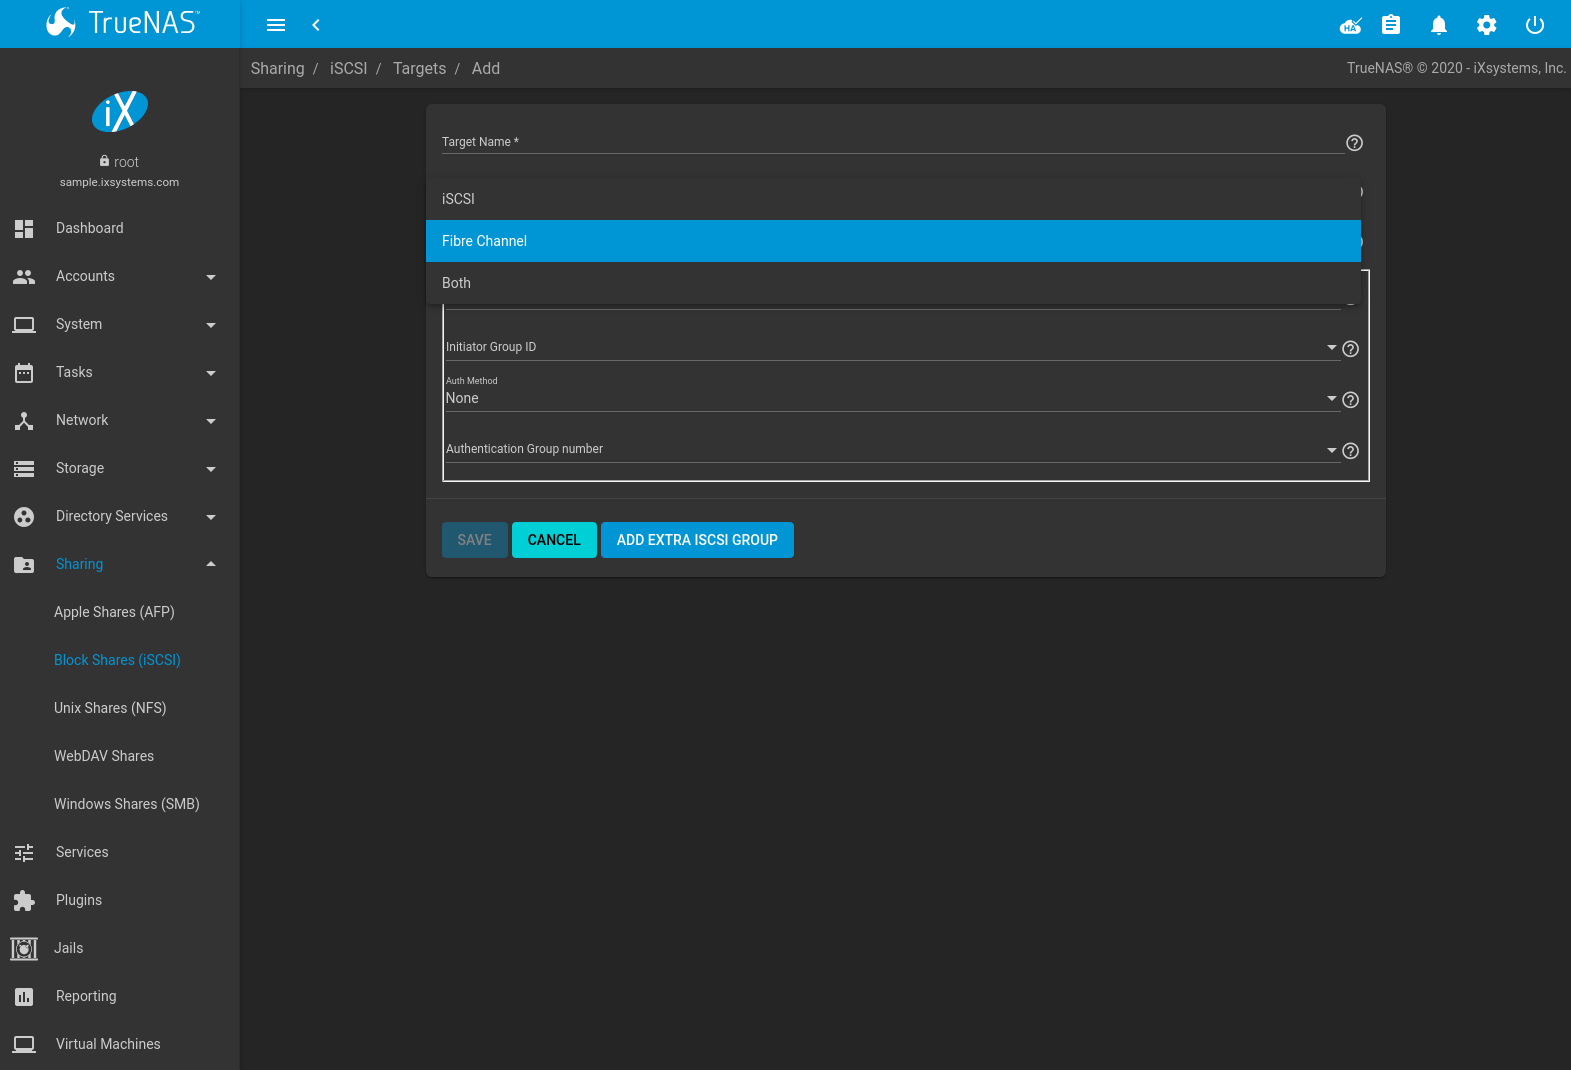 TrueNAS™
HA
Sharing / iSCSI / Targets / Add
TrueNAS® © 2020 - iXsystems, Inc.
iX
root
sample.ixsystems.com
Dashboard
Accounts
System
Tasks
Network
Storage
Directory Services
Sharing
Apple Shares (AFP)
Block Shares (iSCSI)
Unix Shares (NFS)
WebDAV Shares
Windows Shares (SMB)
Services
Plugins
Jails
Reporting
Virtual Machines
Target Name *
iSCSI
Fibre Channel
Both
Initiator Group ID
Auth Method
None
Authentication Group number
SAVE CANCEL ADD EXTRA ISCSI GROUP